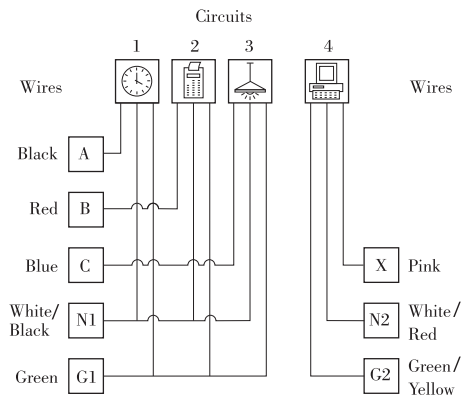 Circuits
1 2 3 4
Wires Wires
Black A
Red B
Blue C
X Pink
White/
Black N1
N2 White/
Red
Green G1
G2 Green/
Yellow